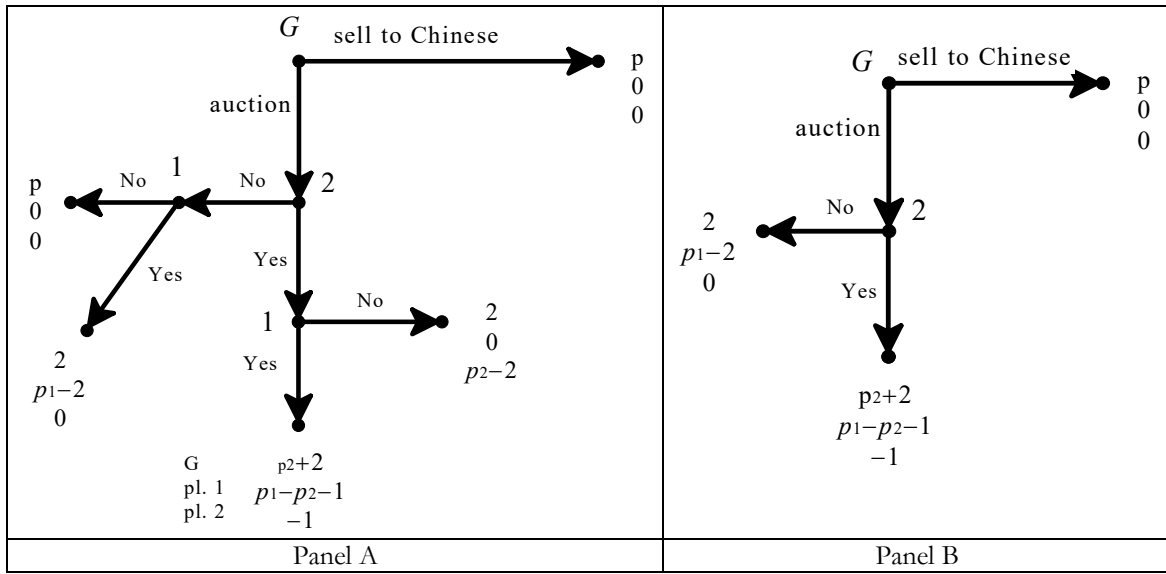 G
sell to Chinese
p
0
0
auction
1
No
No
2
p
0
0
Yes
Yes
1
No
2
0
p2−2
2
p1−2
0
Yes
G
pl. 1
pl. 2
p2+2
p1−p2−1
−1
Panel A
G
sell to Chinese
p
0
0
auction
No
2
2
p1−2
0
Yes
p2+2
p1−p2−1
−1
Panel B